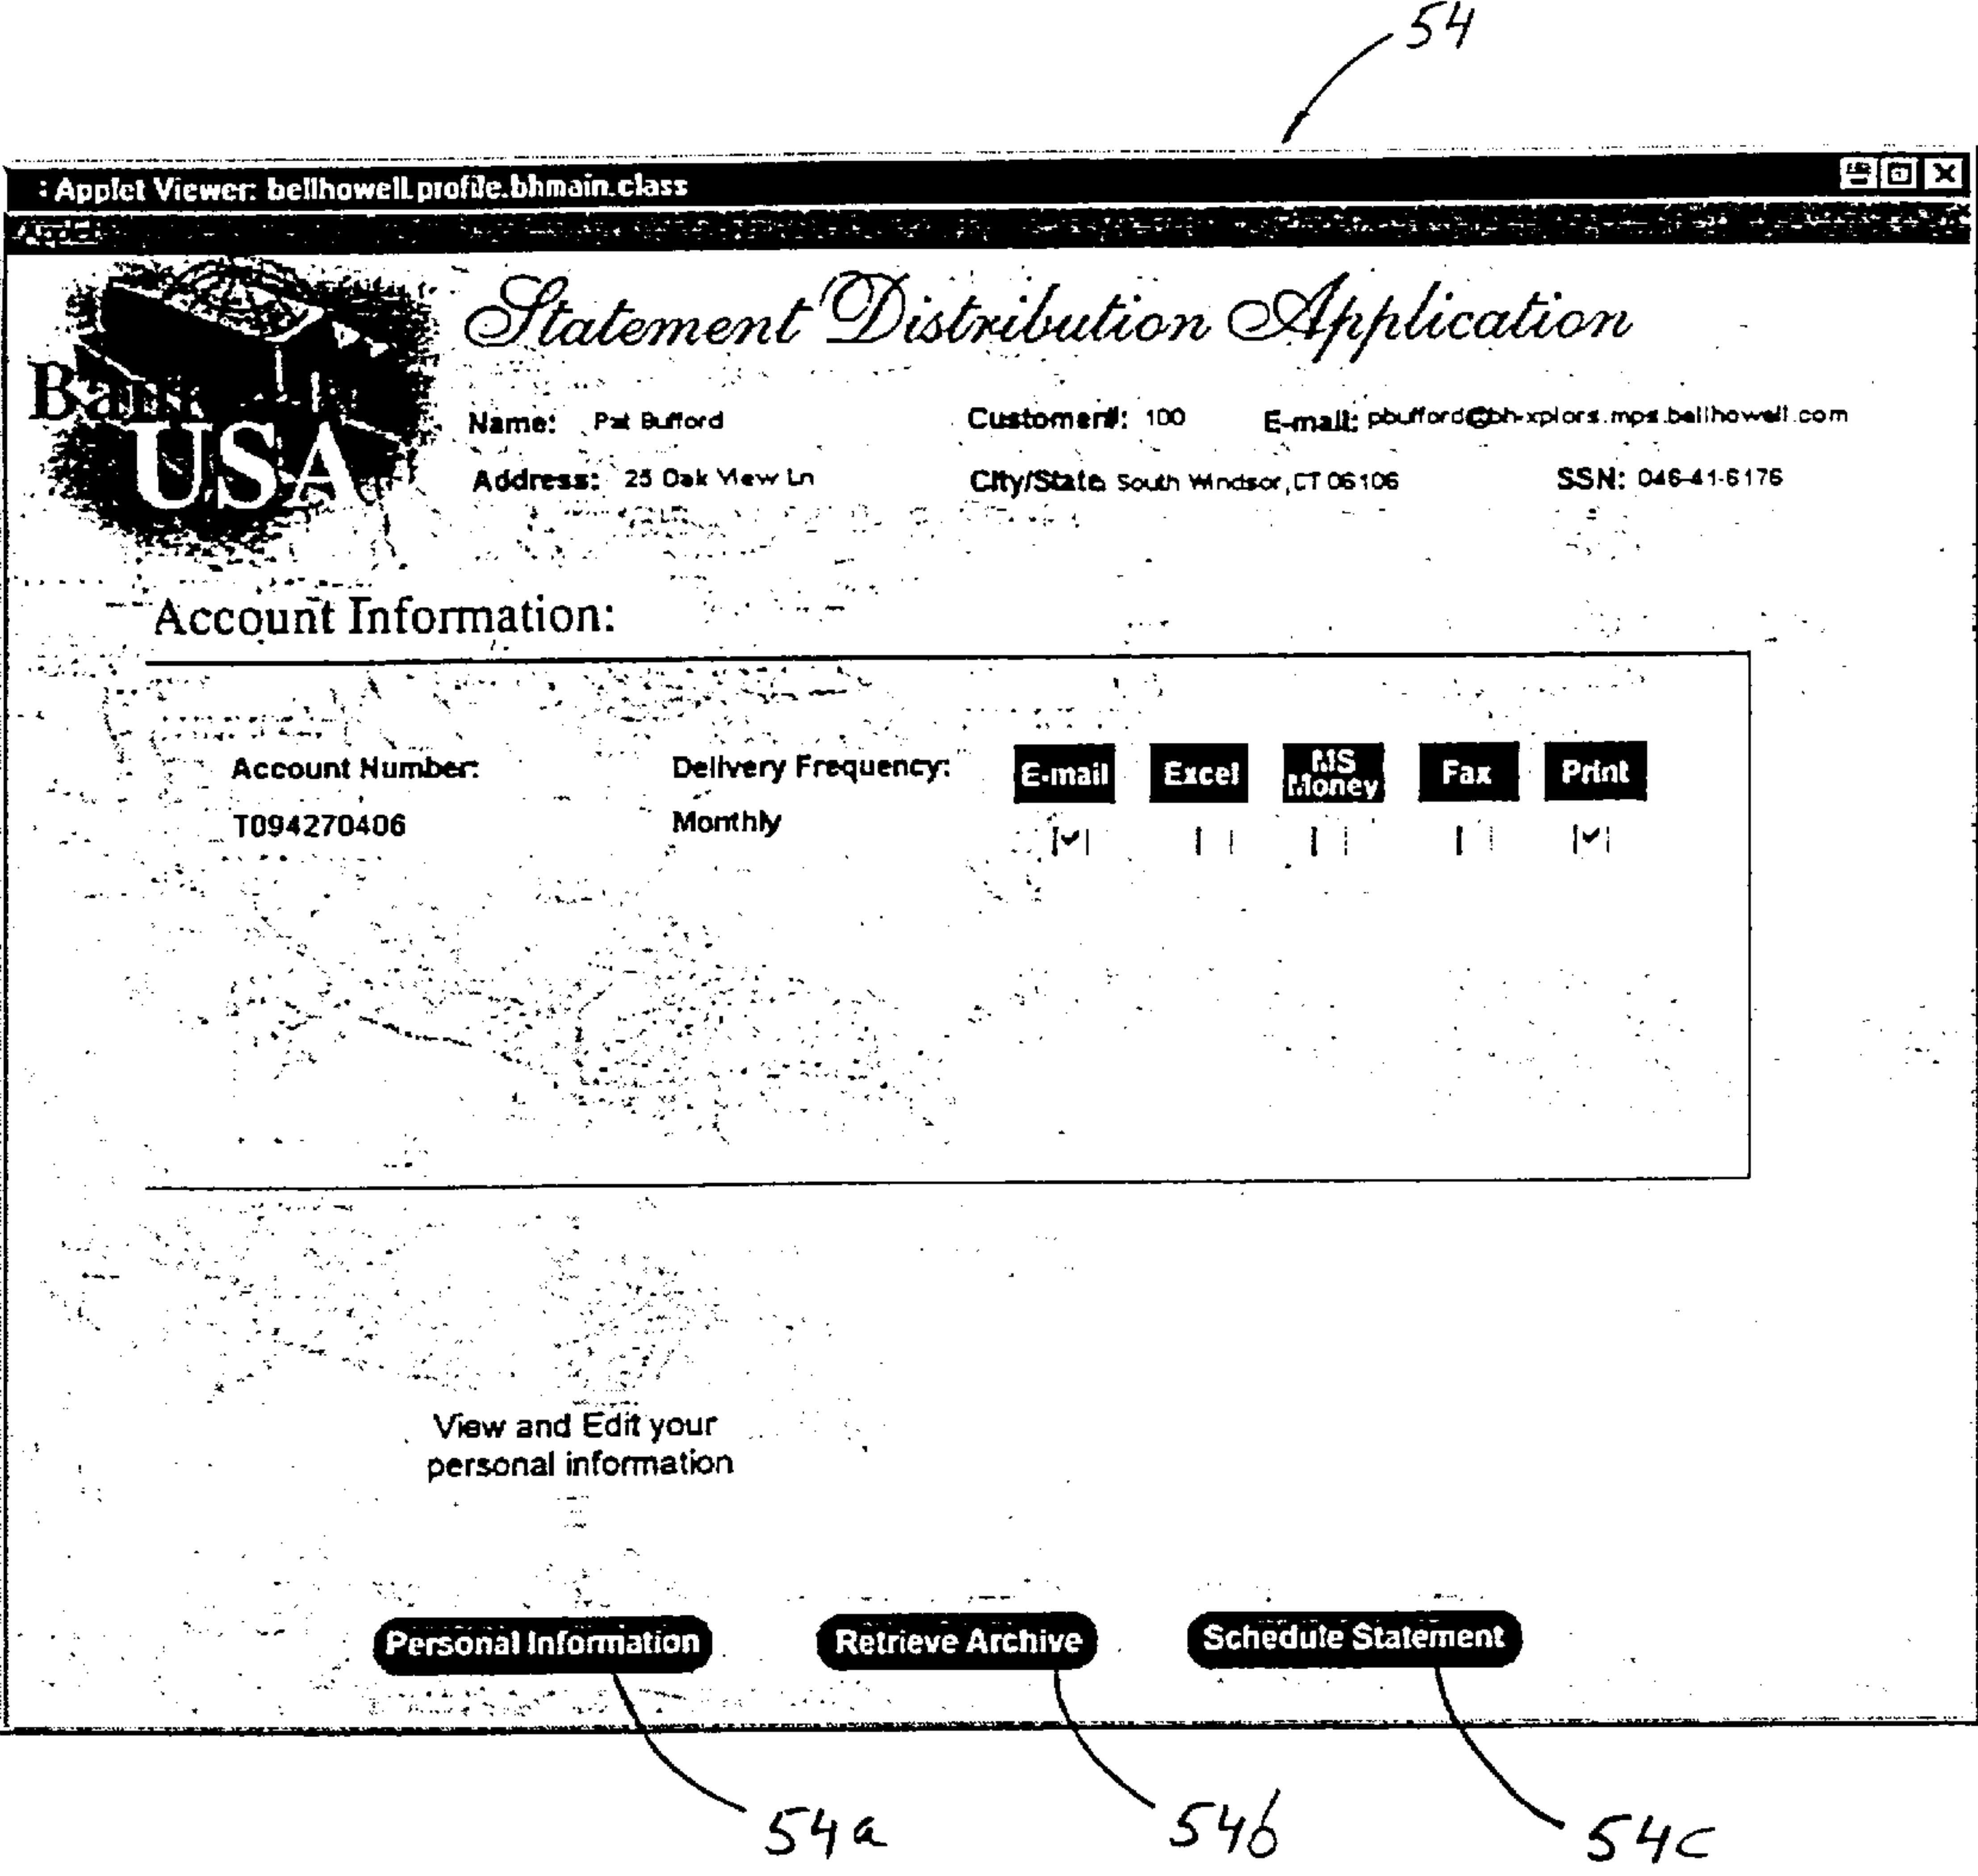 54
: Applet Viewer: bellhowell.profile.bhmain.class
Applet
Statement Distribution Application
Bank
USA
Name: Pat Bufford Customer#: 100 E-mail: pbufford@bh-xplors.mps.bellhowell.com
Address: 25 Oak View Ln City/State South Windsor, CT 06106 SSN: 046-41-6176
Account Information:
Account Number: Delivery Frequency: E-mail Excel MS Money Fax Print
T094270406 Monthly
View and Edit your
personal information
Personal Information Retrieve Archive Schedule Statement
54a 54b 54c